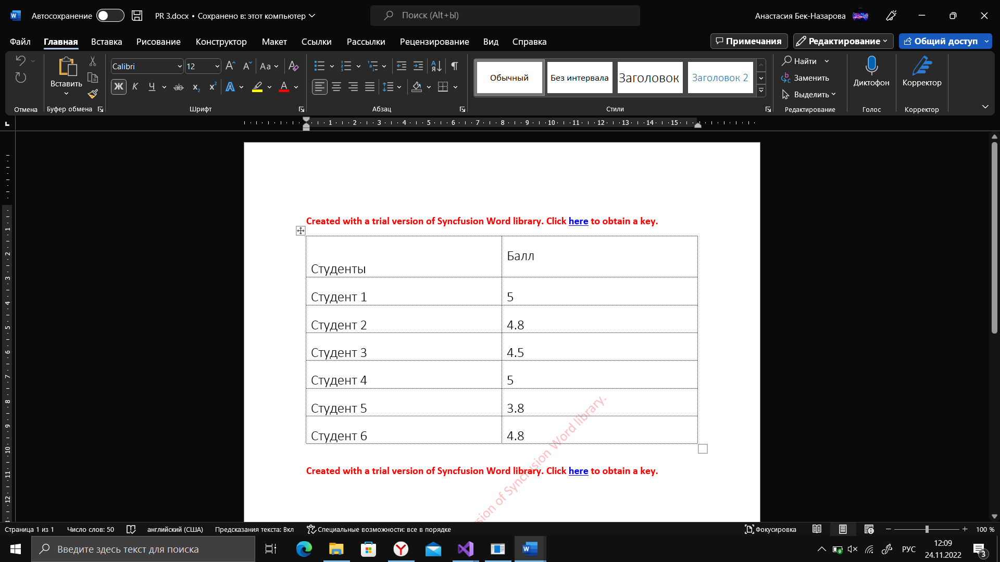 Автосохранение
PR 3.docx • Сохранено в: этот компьютер
Поиск (Alt+Ы)
Анастасия Бек-Назарова
Файл Главная Вставка Рисование Конструктор Макет Ссылки Рассылки Рецензирование Вид Справка
Примечания Редактирование Общий доступ
Вставить
Calibri 12
Aa
Ж К Ч ab x₂ x² A A
А Я ¶
Обычный Без интервала Заголовок Заголовок 2
Найти
Заменить
Выделить
Диктофон
Корректор
Отмена Буфер обмена Шрифт Абзац Стили Редактирование Голос Корректор
1 2 3 4 5 6 7 8 9 10 11 12 13 14 15
1 2 3 4 5 6 7 8 9 10 11 12
Created with a trial version of Syncfusion Word library. Click here to obtain a key.
Студенты Балл
Студент 1 5
Студент 2 4.8
Студент 3 4.5
Студент 4 5
Студент 5 3.8
Студент 6 4.8
Created with a trial version of Syncfusion Word library. Click here to obtain a key.
of Syncfusion Word library.
Страница 1 из 1 Число слов: 50 английский (США) Предсказания текста: Вкл Специальные возможности: все в порядке Фокусировка 100 %
Введите здесь текст для поиска
РУС
12:09
24.11.2022
3